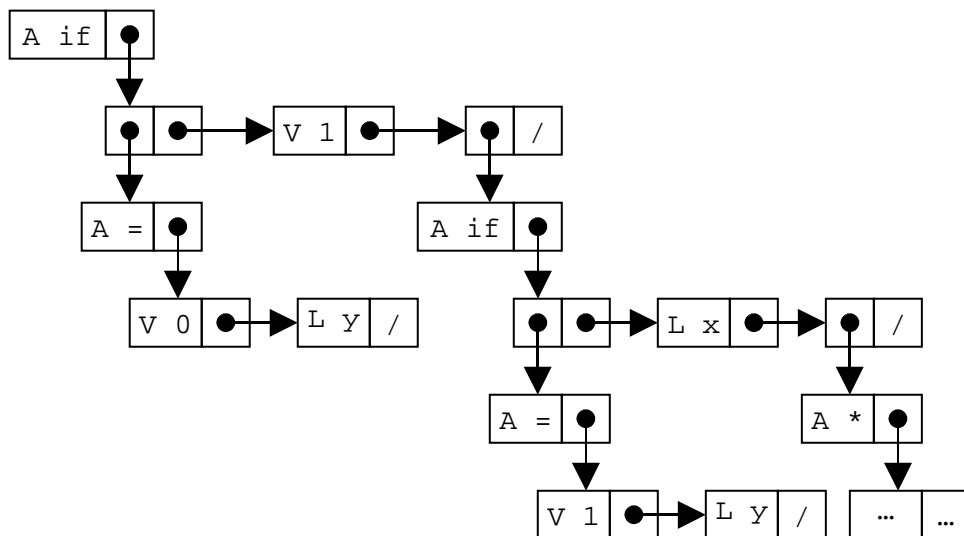 A if
V 1 /
A = A if
V 0 L y / L x /
A = A *
V 1 L y / … …